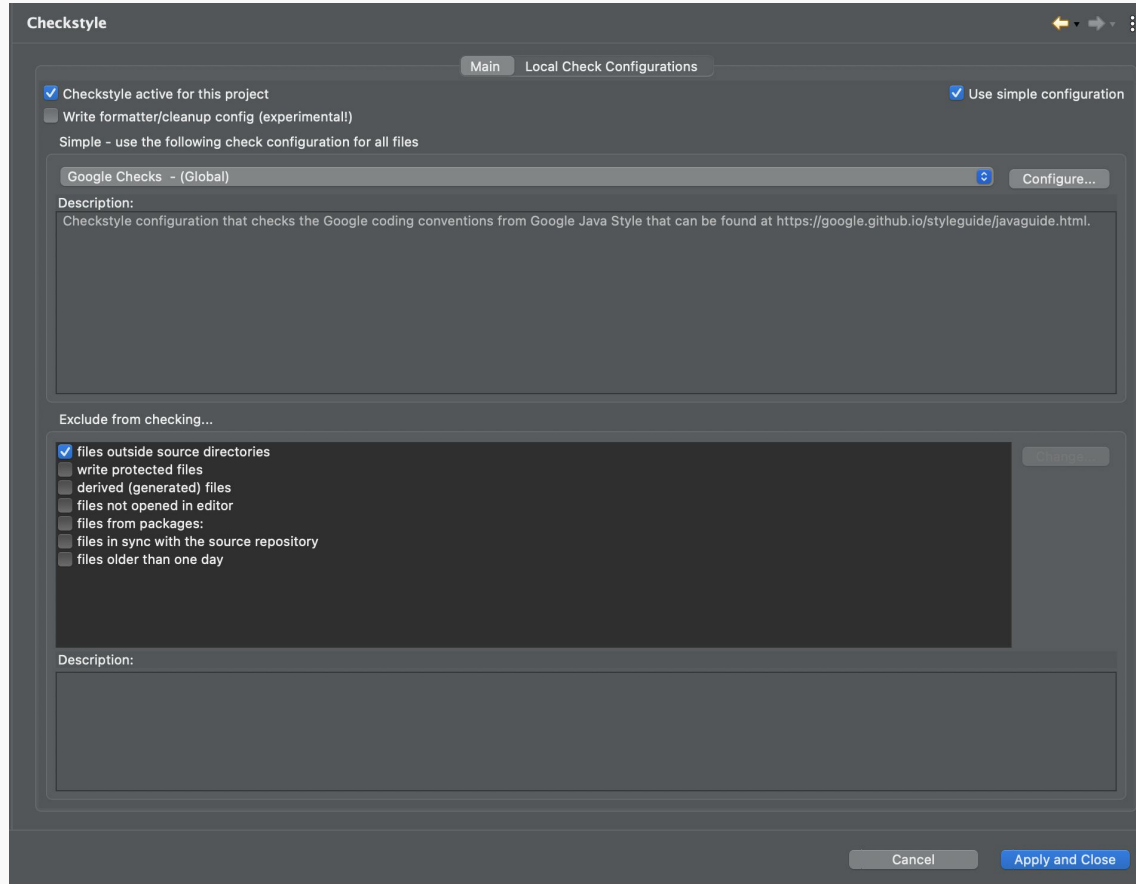 Checkstyle
Main Local Check Configurations
Checkstyle active for this project Use simple configuration
Write formatter/cleanup config (experimental!)
Simple - use the following check configuration for all files
Google Checks - (Global) Configure...
Description:
Checkstyle configuration that checks the Google coding conventions from Google Java Style that can be found at https://google.github.io/styleguide/javaguide.html.
Exclude from checking...
files outside source directories Change...
write protected files
derived (generated) files
files not opened in editor
files from packages:
files in sync with the source repository
files older than one day
Description:
Cancel Apply and Close